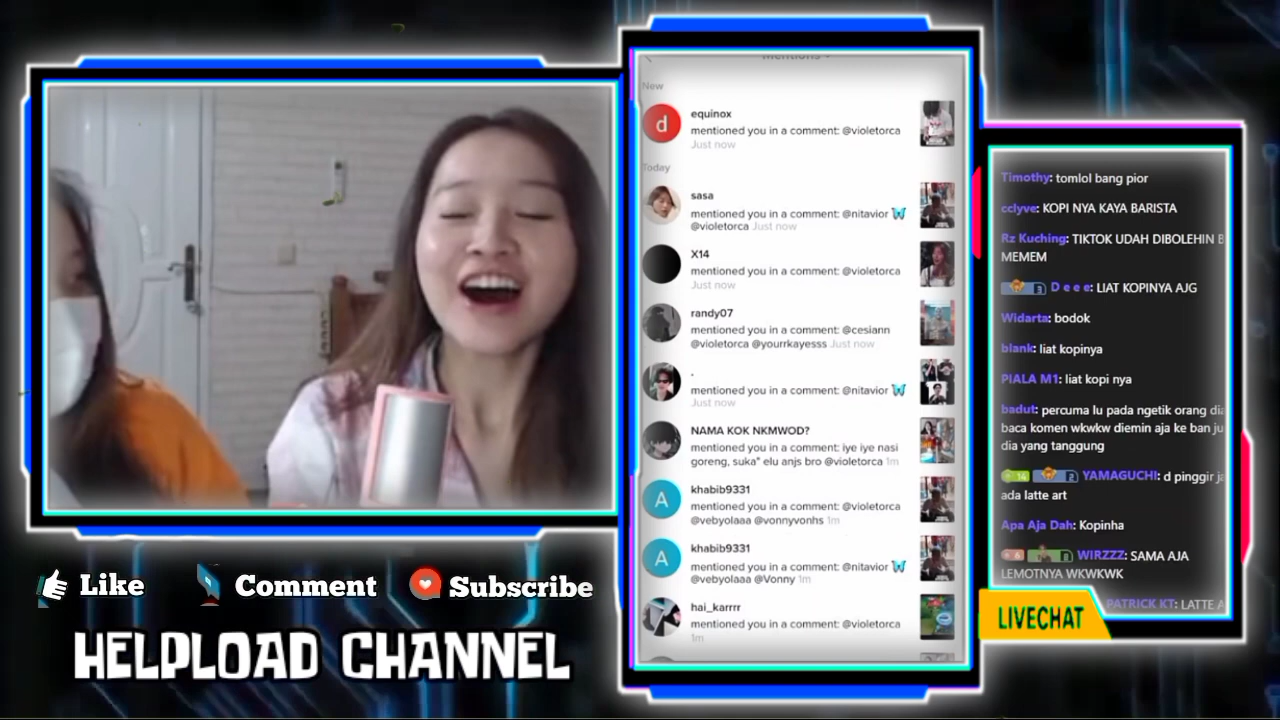 Mentions
New
d
equinox
mentioned you in a comment: @violetorca
Just now
Today
sasa
mentioned you in a comment: @nitavior
@violetorca Just now
X14
mentioned you in a comment: @violetorca
Just now
randy07
mentioned you in a comment: @cesiann
@violetorca @yourrkayesss Just now
.
mentioned you in a comment: @nitavior
Just now
NAMA KOK NKMWOD?
mentioned you in a comment: iye iye nasi
goreng, suka" elu anjs bro @violetorca 1m
A
khabib9331
mentioned you in a comment: @violetorca
@vebyolaaa @vonnyvonhs 1m
A
khabib9331
mentioned you in a comment: @nitavior
@vebyolaaa @Vonny 1m
hai_karrrr
mentioned you in a comment: @violetorca
1m
Timothy: tomlol bang pior
cclyve: KOPI NYA KAYA BARISTA
Rz Kuching: TIKTOK UDAH DIBOLEHIN B
MEMEM
3 D e e e: LIAT KOPINYA AJG
Widarta: bodok
blank: liat kopinya
PIALA M1: liat kopi nya
badut: percuma lu pada ngetik orang dia
baca komen wkwkw diemin aja ke ban ju
dia yang tanggung
14 2 YAMAGUCHI: d pinggir ja
ada latte art
Apa Aja Dah: Kopinha
6 8 WIRZZZ: SAMA AJA
LEMOTNYA WKWKWK
PATRICK KT: LATTE A
LIVECHAT
Like Comment Subscribe
HELPLOAD CHANNEL